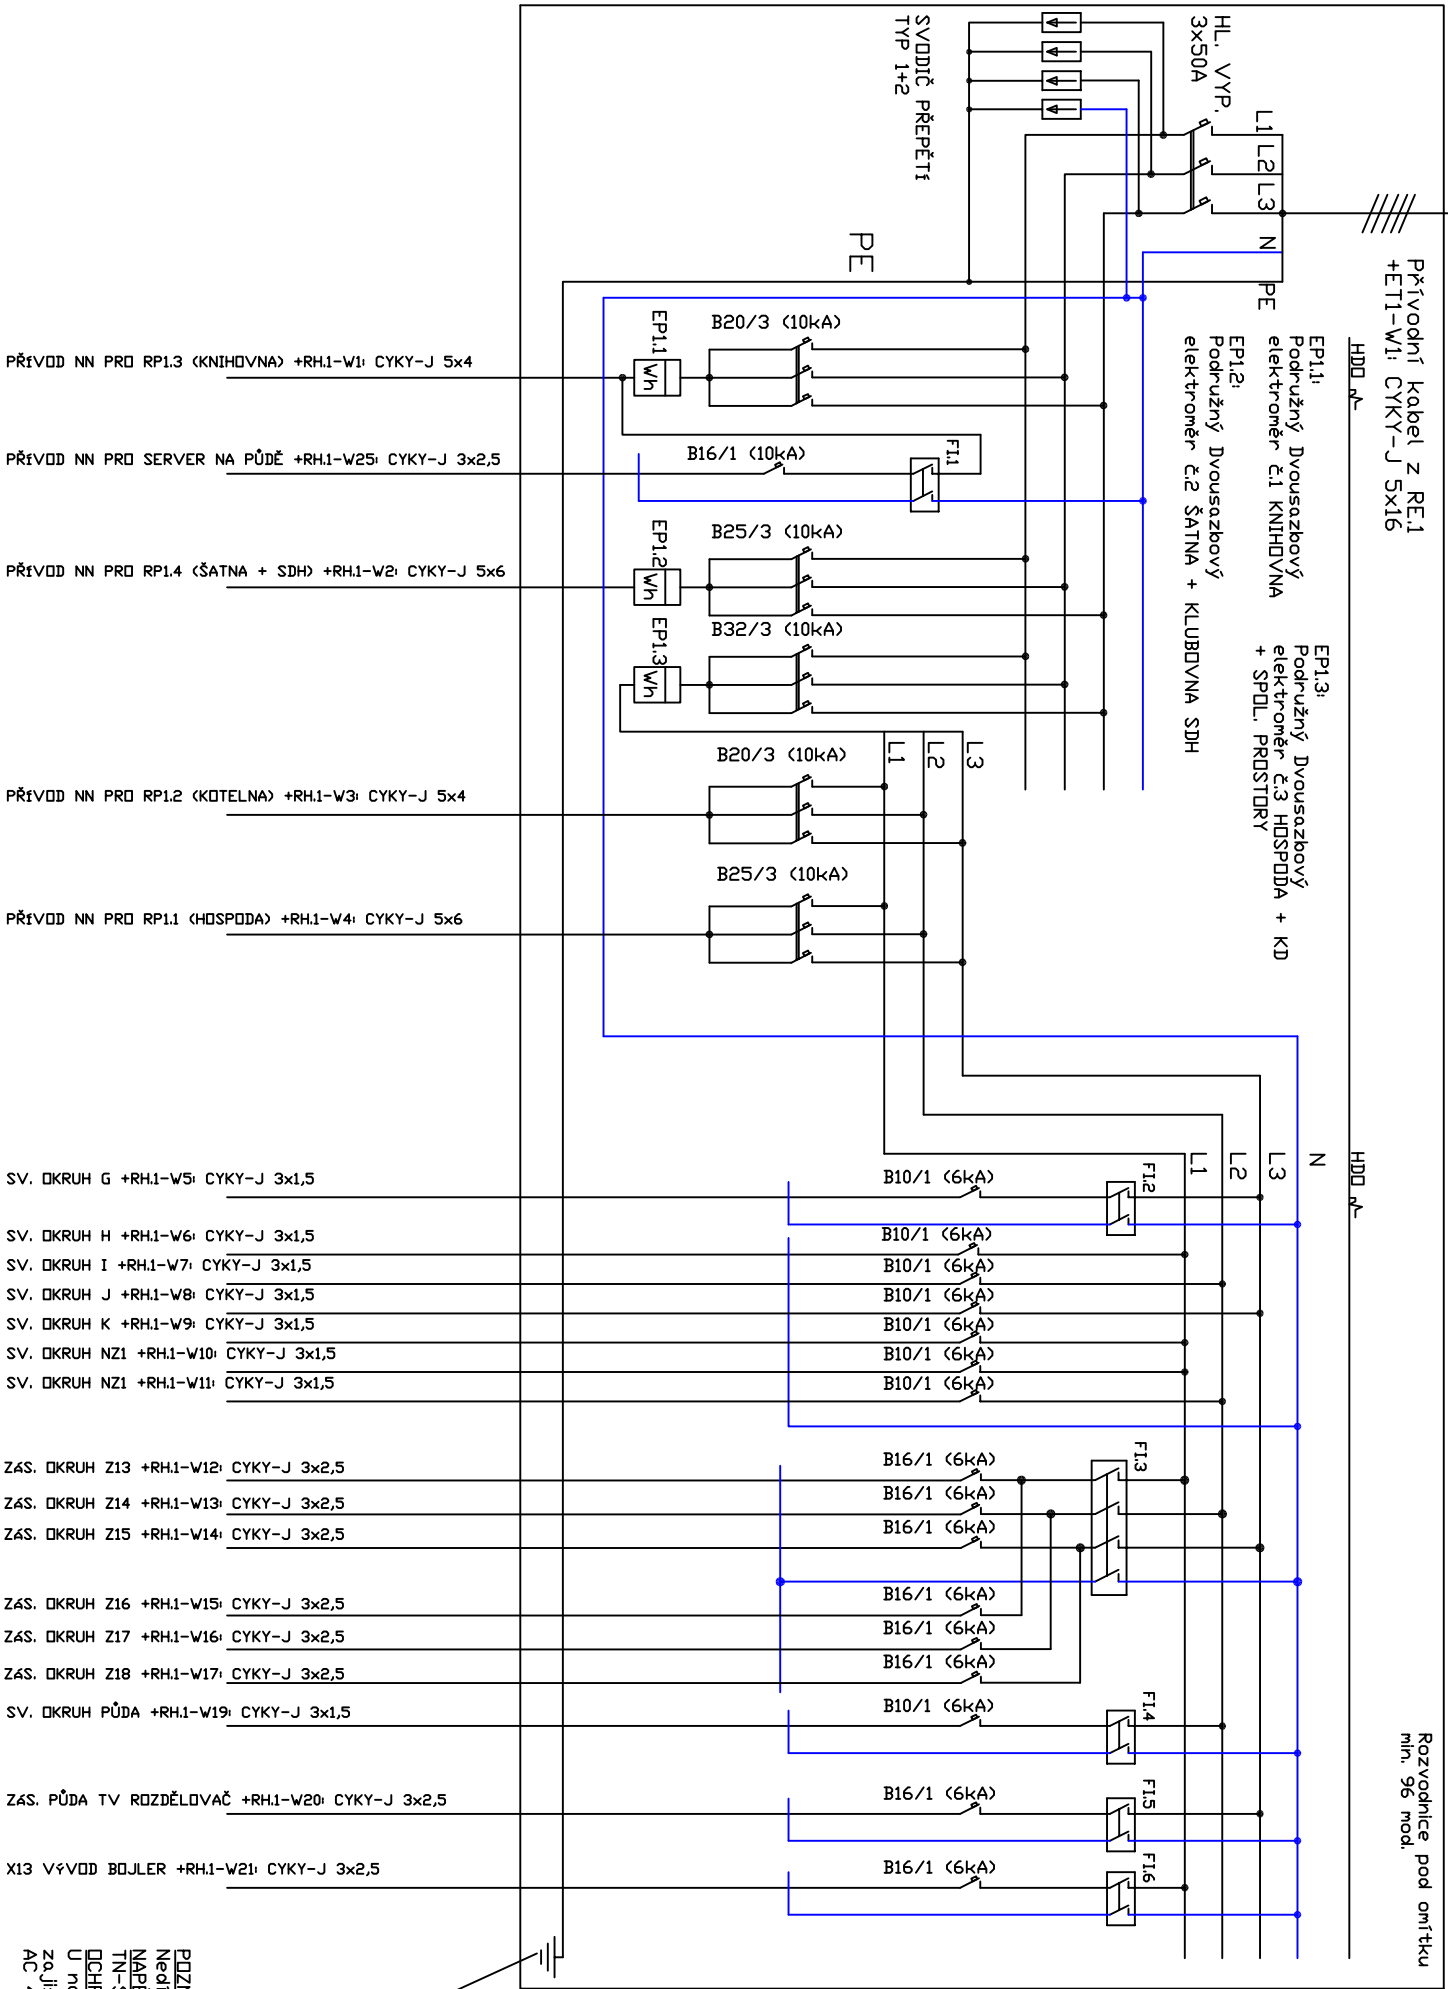 HL. VYP.
3x50A
L1
L2
L3
N
PE
Přívodní kabel z RE.1
+ET1-W1: CYKY-J 5x16
SVODIČ PŘEPĚTÍ
TYP 1+2
PE
HDO
EP1.1:
Podružný Dvousazbový
elektroměr č.1 KNIHOVNA
EP1.2:
Podružný Dvousazbový
elektroměr č.2 ŠATNA + KLUBOVNA SDH
EP1.3:
Podružný Dvousazbový
elektroměr č.3 HOSPODA + KD
+ SPOL. PROSTORY
B20/3 (10kA)
EP1.1
Wh
PŘÍVOD NN PRO RP1.3 (KNIHOVNA) +RH.1-W1: CYKY-J 5x4
FI.1
B16/1 (10kA)
PŘÍVOD NN PRO SERVER NA PŮDĚ +RH.1-W25: CYKY-J 3x2,5
B25/3 (10kA)
EP1.2
Wh
PŘÍVOD NN PRO RP1.4 (ŠATNA + SDH) +RH.1-W2: CYKY-J 5x6
B32/3 (10kA)
EP1.3
Wh
L1
L2
L3
B20/3 (10kA)
PŘÍVOD NN PRO RP1.2 (KOTELNA) +RH.1-W3: CYKY-J 5x4
B25/3 (10kA)
PŘÍVOD NN PRO RP1.1 (HOSPODA) +RH.1-W4: CYKY-J 5x6
L1
L2
L3
N
HDO
FI.2
SV. OKRUH G +RH.1-W5: CYKY-J 3x1,5
B10/1 (6kA)
SV. OKRUH H +RH.1-W6: CYKY-J 3x1,5
B10/1 (6kA)
SV. OKRUH I +RH.1-W7: CYKY-J 3x1,5
B10/1 (6kA)
SV. OKRUH J +RH.1-W8: CYKY-J 3x1,5
B10/1 (6kA)
SV. OKRUH K +RH.1-W9: CYKY-J 3x1,5
B10/1 (6kA)
SV. OKRUH NZ1 +RH.1-W10: CYKY-J 3x1,5
B10/1 (6kA)
SV. OKRUH NZ1 +RH.1-W11: CYKY-J 3x1,5
B10/1 (6kA)
FI.3
ZÁS. OKRUH Z13 +RH.1-W12: CYKY-J 3x2,5
B16/1 (6kA)
ZÁS. OKRUH Z14 +RH.1-W13: CYKY-J 3x2,5
B16/1 (6kA)
ZÁS. OKRUH Z15 +RH.1-W14: CYKY-J 3x2,5
B16/1 (6kA)
ZÁS. OKRUH Z16 +RH.1-W15: CYKY-J 3x2,5
B16/1 (6kA)
ZÁS. OKRUH Z17 +RH.1-W16: CYKY-J 3x2,5
B16/1 (6kA)
ZÁS. OKRUH Z18 +RH.1-W17: CYKY-J 3x2,5
B16/1 (6kA)
FI.4
SV. OKRUH PŮDA +RH.1-W19: CYKY-J 3x1,5
B10/1 (6kA)
FI.5
ZÁS. PŮDA TV ROZDĚLOVAČ +RH.1-W20: CYKY-J 3x2,5
B16/1 (6kA)
FI.6
X13 VÝVOD BOJLER +RH.1-W21: CYKY-J 3x2,5
B16/1 (6kA)
Rozvodnice pod omítku
min. 96 mod.
TN-S
AC